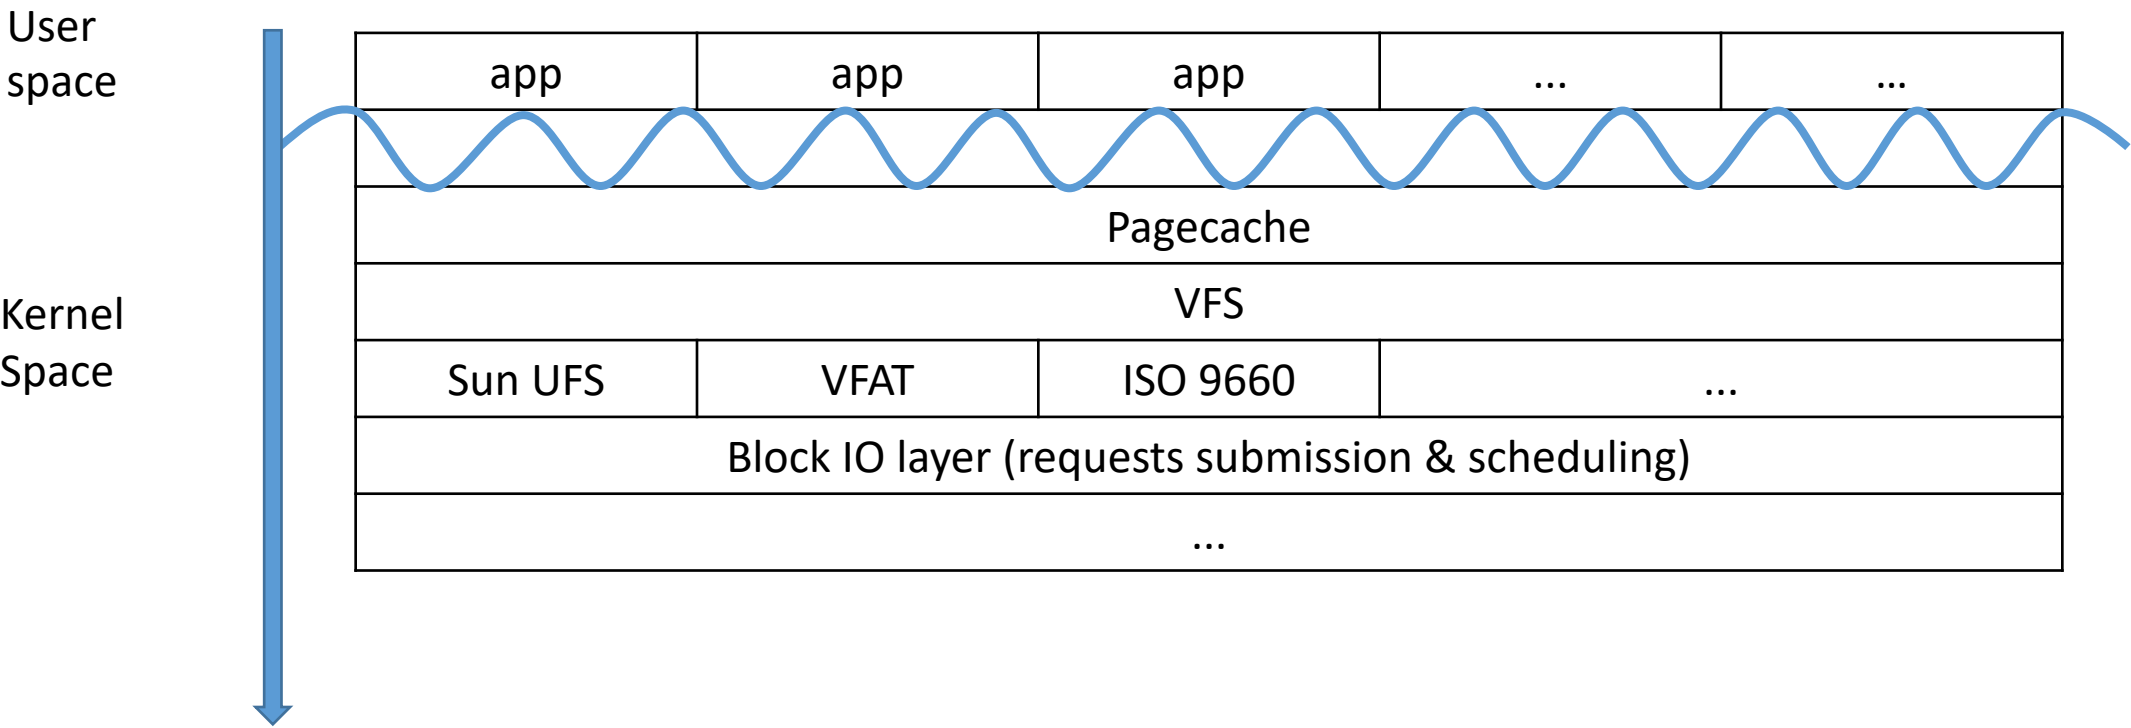 User
space
app app app ... ...
Pagecache
VFS
Kernel
Space
Sun UFS VFAT ISO 9660 ...
Block IO layer (requests submission & scheduling)
...